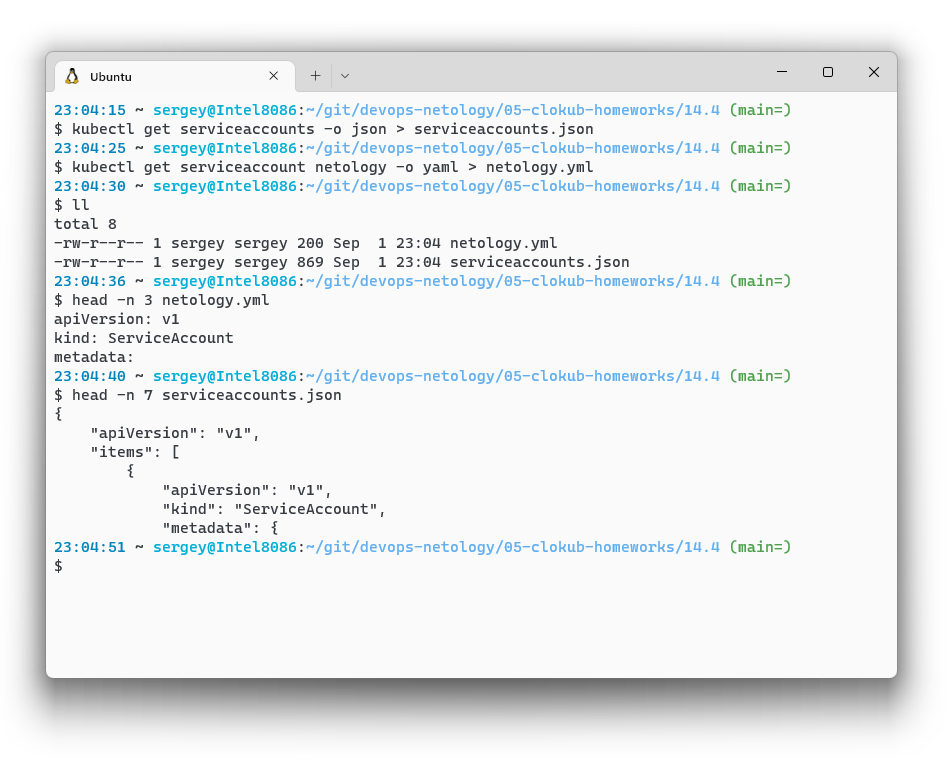 Ubuntu
23:04:15 ~ sergey@Intel8086:~/git/devops-netology/05-clokub-homeworks/14.4 (main=)
$ kubectl get serviceaccounts -o json > serviceaccounts.json
23:04:25 ~ sergey@Intel8086:~/git/devops-netology/05-clokub-homeworks/14.4 (main=)
$ kubectl get serviceaccount netology -o yaml > netology.yml
23:04:30 ~ sergey@Intel8086:~/git/devops-netology/05-clokub-homeworks/14.4 (main=)
$ ll
total 8
-rw-r--r-- 1 sergey sergey 200 Sep  1 23:04 netology.yml
-rw-r--r-- 1 sergey sergey 869 Sep  1 23:04 serviceaccounts.json
23:04:36 ~ sergey@Intel8086:~/git/devops-netology/05-clokub-homeworks/14.4 (main=)
$ head -n 3 netology.yml
apiVersion: v1
kind: ServiceAccount
metadata:
23:04:40 ~ sergey@Intel8086:~/git/devops-netology/05-clokub-homeworks/14.4 (main=)
$ head -n 7 serviceaccounts.json
{
    "apiVersion": "v1",
    "items": [
        {
            "apiVersion": "v1",
            "kind": "ServiceAccount",
            "metadata": {
23:04:51 ~ sergey@Intel8086:~/git/devops-netology/05-clokub-homeworks/14.4 (main=)
$